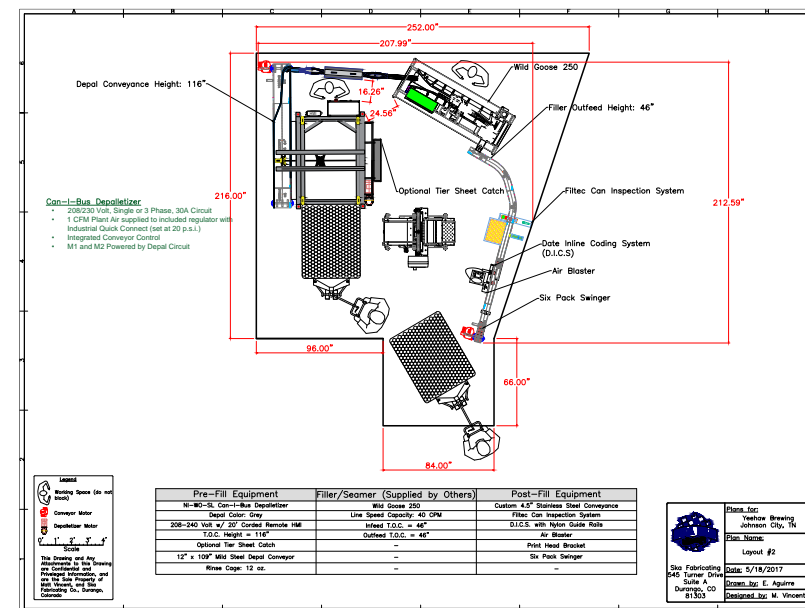 A B C D E F G H
252.00"
207.99"
Wild Goose 250
Depal Conveyance Height: 116"
16.26"
24.56"
Filler Outfeed Height: 46"
Optional Tier Sheet Catch
Filtec Can Inspection System
216.00"
212.59"
Can-I-Bus Depalletizer
208/230 Volt, Single or 3 Phase, 30A Circuit
1 CFM Plant Air supplied to included regulator with
Industrial Quick Connect (set at 20 p.s.i.)
Integrated Conveyor Control
M1 and M2 Powered by Depal Circuit
Date Inline Coding System
(D.I.C.S)
Air Blaster
Six Pack Swinger
96.00"
66.00"
84.00"
Legend
Working Space (do not
block)
Conveyor Motor
Depalletizer Motor
0' 1' 2' 3' 4'
Scale
This Drawing and Any
Attachments to this Drawing
are Confidential and
Privileged Information, and
are the Sole Property of
Matt Vincent, and Ska
Fabricating Co., Durango,
Colorado
Pre-Fill Equipment Filler/Seamer (Supplied by Others) Post-Fill Equipment
NI-WO-SL Can-I-Bus Depalletizer Wild Goose 250 Custom 4.5" Stainless Steel Conveyance
Depal Color: Grey Line Speed Capacity: 40 CPM Filtec Can Inspection System
208-240 Volt w/ 20' Corded Remote HMI Infeed T.O.C. = 46" D.I.C.S. with Nylon Guide Rails
T.O.C. Height = 116" Outfeed T.O.C. = 46" Air Blaster
Optional Tier Sheet Catch - Print Head Bracket
12" x 109" Mild Steel Depal Conveyor - Six Pack Swinger
Rinse Cage: 12 oz. - -
Ska Fabricating
545 Turner Drive
Suite A
Durango, CO
81303
Plans for:
Yeehaw Brewing
Johnson City, TN
Plan Name:
Layout #2
Date: 5/18/2017
Drawn by: E. Aguirre
Designed by: M. Vincent